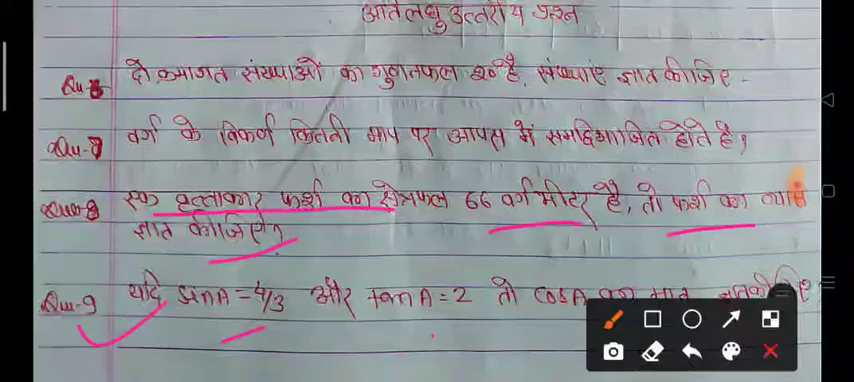 अति लघु उत्तरीय प्रश्न
Qu- दो क्रमागत संख्याओं का गुणनफल 20 है, संख्याएं ज्ञात कीजिए -
Qu-7 वर्ग के विकर्ण कितनी माप पर आपस में समद्विभाजित होते है?
Qu-8 एक वृत्ताकार फर्श का क्षेत्रफल 66 वर्ग मीटर है, तो फर्श का व्यास
ज्ञात कीजिए?
Qu-9 यदि sinA = 4/3 और tanA = 2 तो cosA का मान